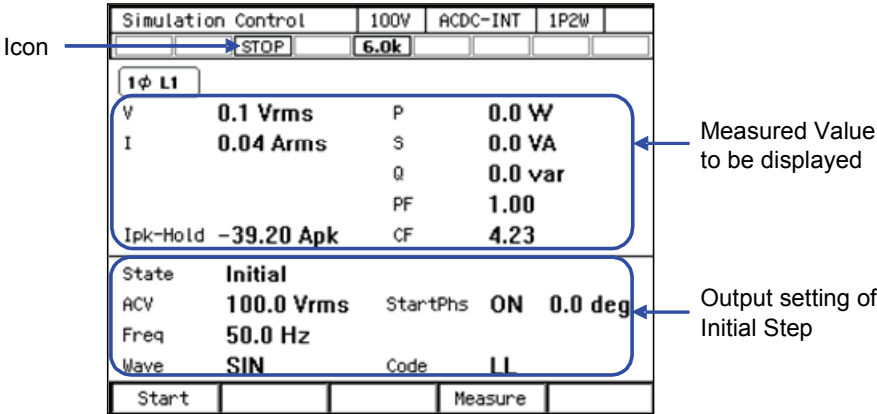 Simulation Control 100V ACDC-INT 1P2W
Icon STOP 6.0k
1ϕ L1
V 0.1 Vrms P 0.0 W
I 0.04 Arms S 0.0 VA
Q 0.0 var
PF 1.00
Ipk-Hold -39.20 Apk CF 4.23
Measured Value
to be displayed
State Initial
ACV 100.0 Vrms StartPhs ON 0.0 deg
Freq 50.0 Hz
Wave SIN Code LL
Output setting of
Initial Step
Start Measure